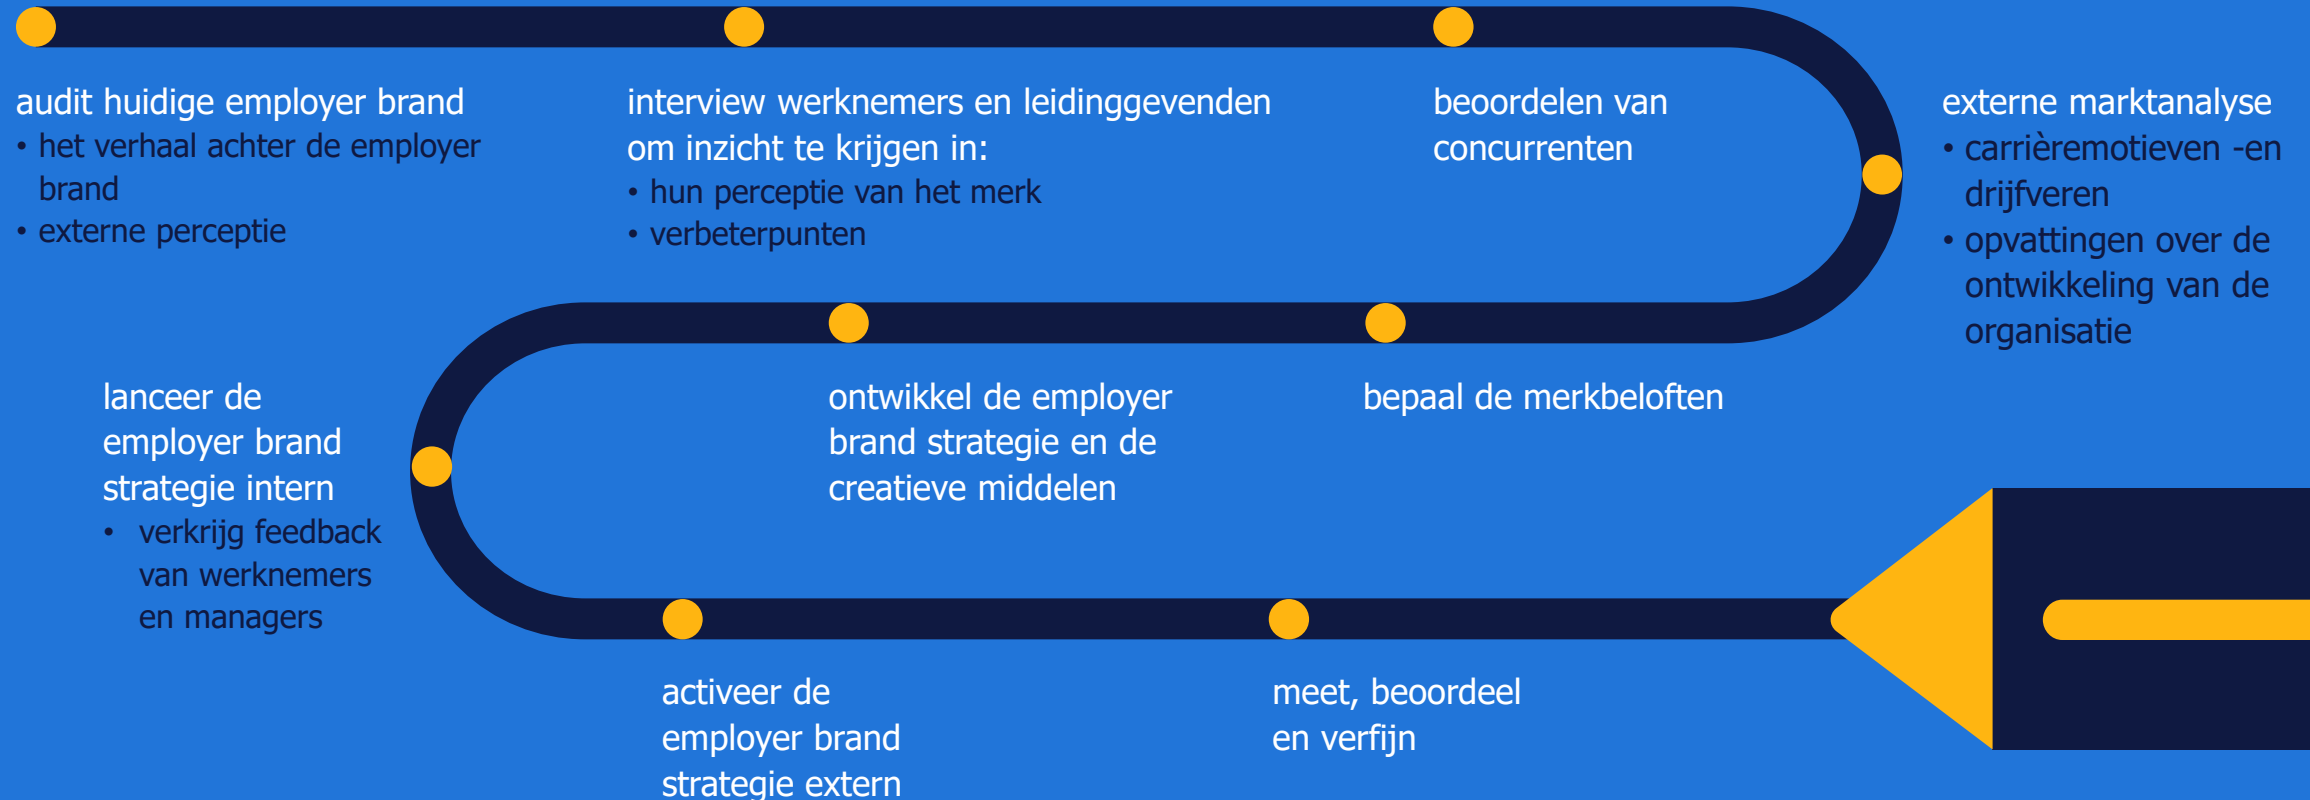 audit huidige employer brand
• het verhaal achter de employer
brand
• externe perceptie
interview werknemers en leidinggevenden
om inzicht te krijgen in:
• hun perceptie van het merk
• verbeterpunten
beoordelen van
concurrenten
externe marktanalyse
• carrièremotieven -en
drijfveren
• opvattingen over de
ontwikkeling van de
organisatie
bepaal de merkbeloften
ontwikkel de employer
brand strategie en de
creatieve middelen
lanceer de
employer brand
strategie intern
• verkrijg feedback
van werknemers
en managers
activeer de
employer brand
strategie extern
meet, beoordeel
en verfijn